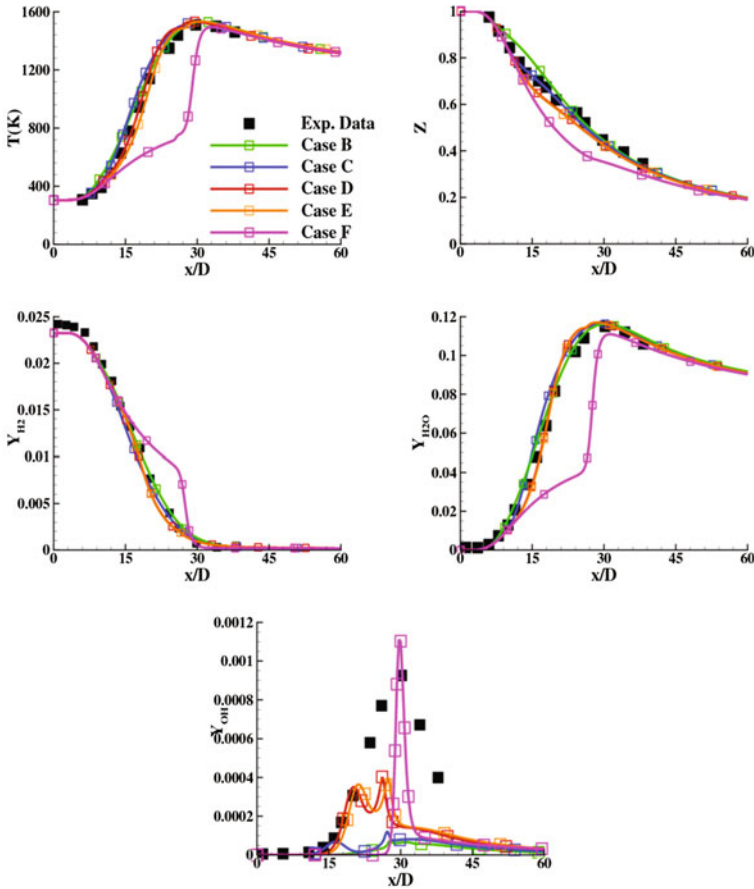 1600
1200
800
400
0
T(K)
0 15 30 45 60
x/D
Exp. Data
Case B
Case C
Case D
Case E
Case F
1
0.8
0.6
0.4
0.2
0
Z
0 15 30 45 60
x/D
0.025
0.02
0.015
0.01
0.005
0
Y_H2
0 15 30 45 60
x/D
0.12
0.1
0.08
0.06
0.04
0.02
0
Y_H2O
0 15 30 45 60
x/D
0.0012
0.001
0.0008
0.0006
0.0004
0.0002
0
Y_OH
0 15 30 45 60
x/D